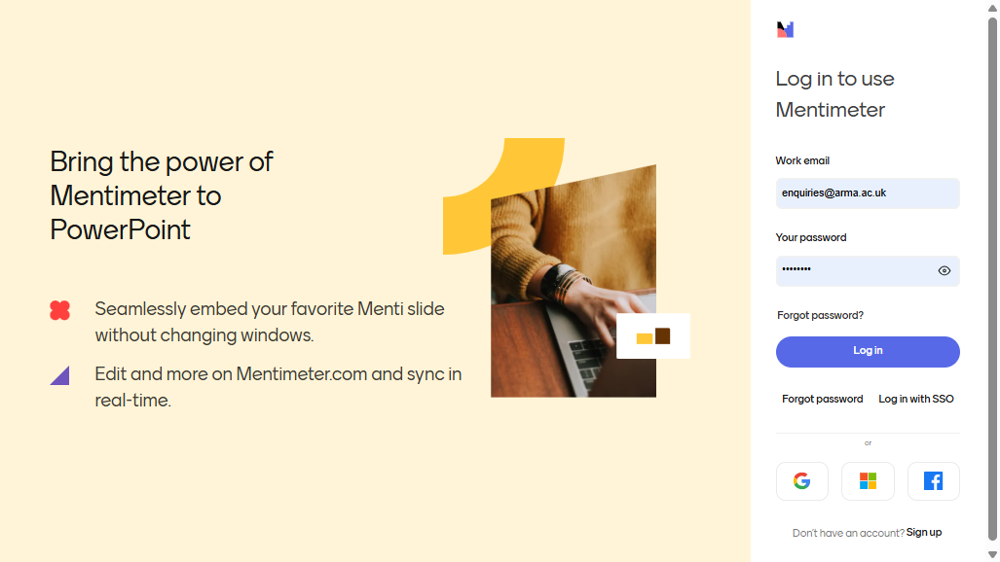 Bring the power of
Mentimeter to
PowerPoint
Seamlessly embed your favorite Menti slide
without changing windows.
Edit and more on Mentimeter.com and sync in
real-time.
Log in to use
Mentimeter
Work email
enquiries@arma.ac.uk
Your password
••••••••
Forgot password?
Log in
Forgot password Log in with SSO
or
Don't have an account? Sign up